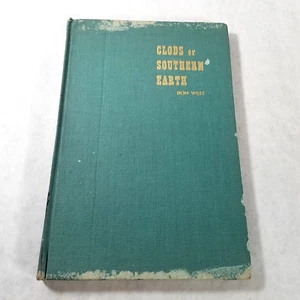 CLODS OF
SOUTHERN
EARTH
DON WEST